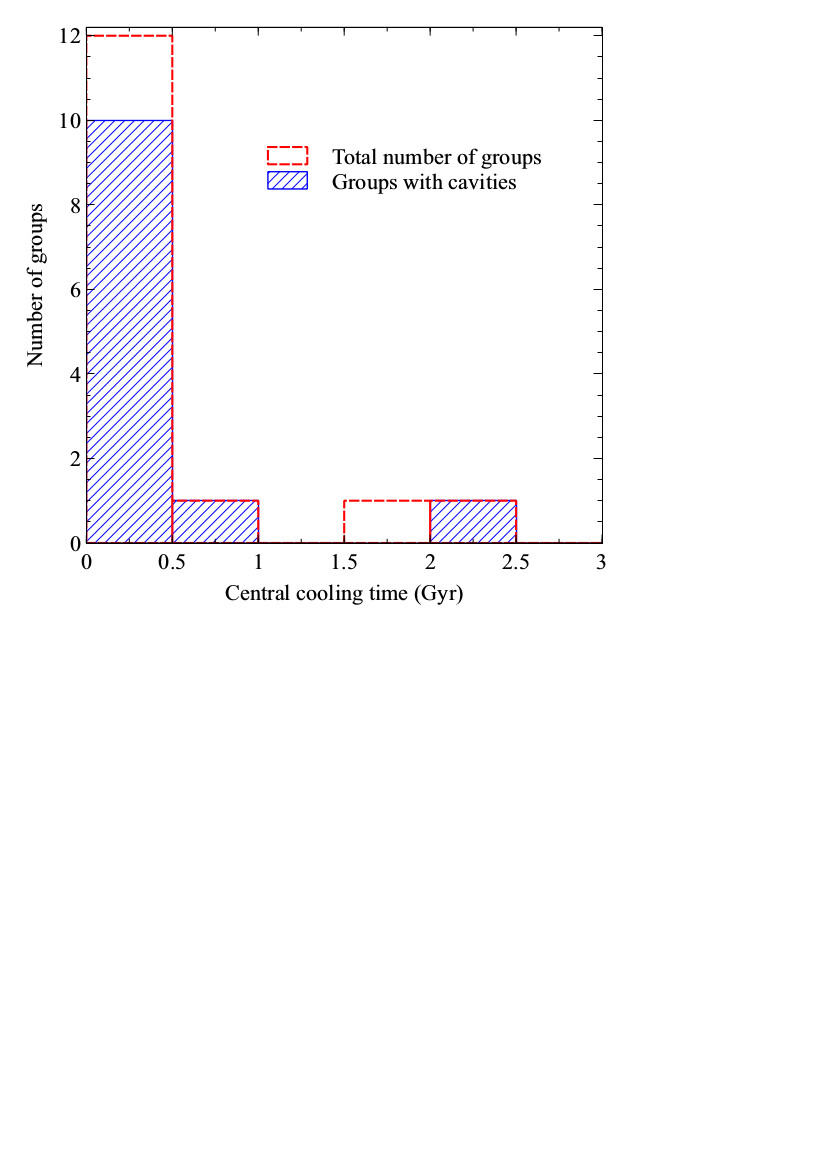 12
10
8
6
4
2
0
Number of groups
Total number of groups
Groups with cavities
0 0.5 1 1.5 2 2.5 3
Central cooling time (Gyr)